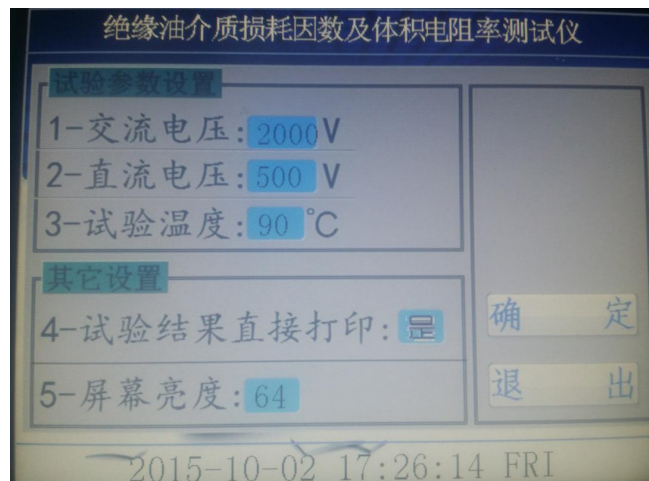 绝缘油介质损耗因数及体积电阻率测试仪
试验参数设置
1-交流电压:2000V
2-直流电压:500 V
3-试验温度:90 ℃
其它设置
4-试验结果直接打印:是
5-屏幕亮度:64
确 定
退 出
2015-10-02 17:26:14 FRI